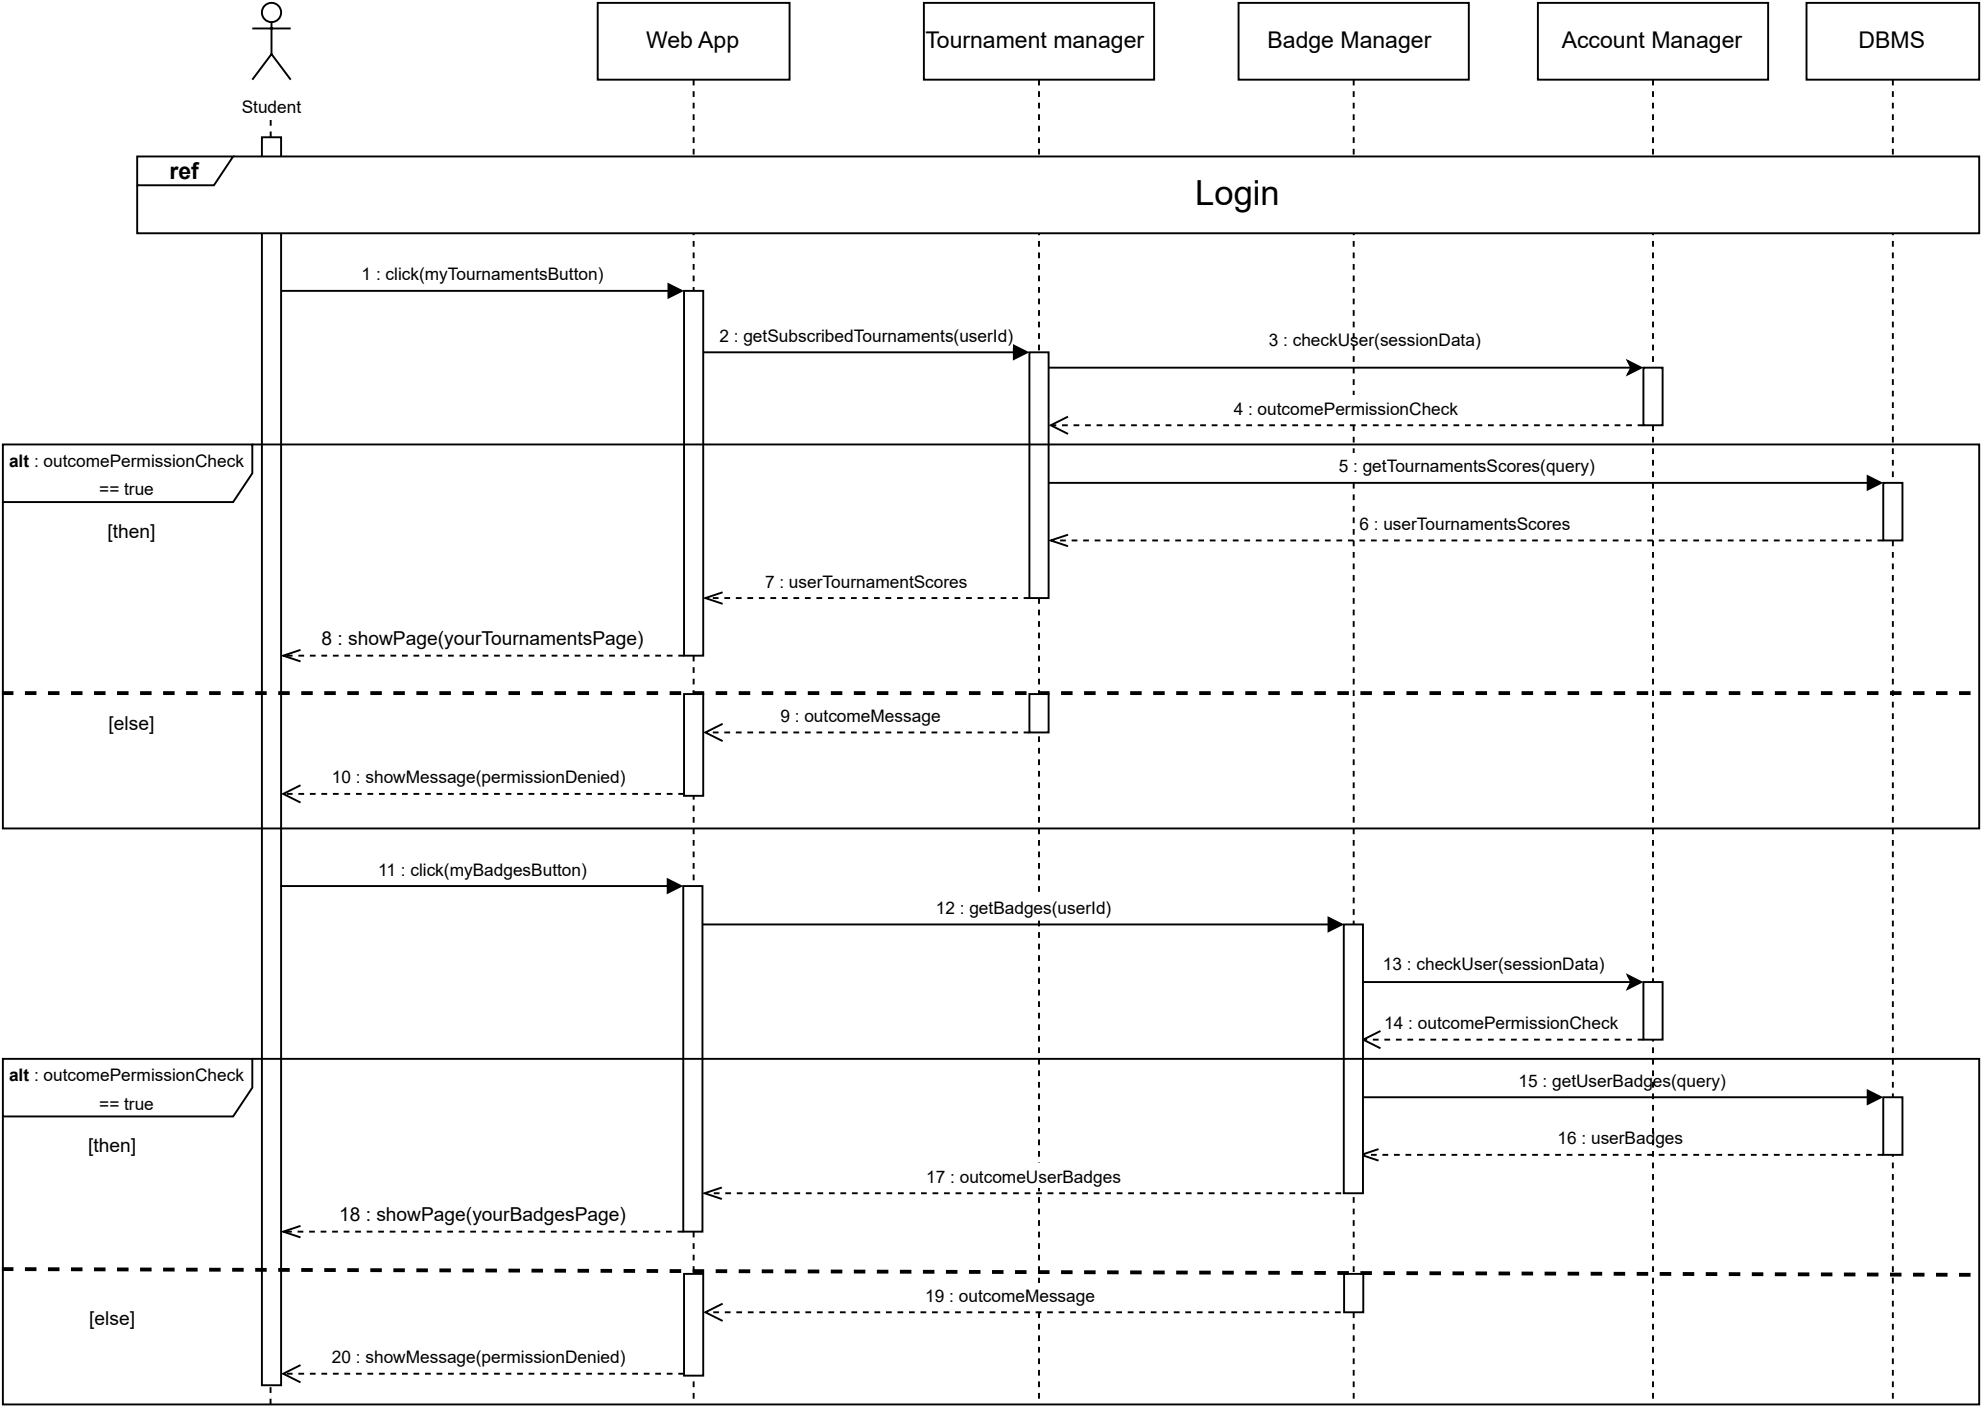 Web App
Tournament manager
Badge Manager
Account Manager
DBMS
Student
ref
Login
1 : click(myTournamentsButton)
2 : getSubscribedTournaments(userId)
3 : checkUser(sessionData)
4 : outcomePermissionCheck
alt : outcomePermissionCheck
== true
5 : getTournamentsScores(query)
[then]
6 : userTournamentsScores
7 : userTournamentScores
8 : showPage(yourTournamentsPage)
[else]
9 : outcomeMessage
10 : showMessage(permissionDenied)
11 : click(myBadgesButton)
12 : getBadges(userId)
13 : checkUser(sessionData)
14 : outcomePermissionCheck
alt : outcomePermissionCheck
== true
15 : getUserBadges(query)
[then]
16 : userBadges
17 : outcomeUserBadges
18 : showPage(yourBadgesPage)
19 : outcomeMessage
[else]
20 : showMessage(permissionDenied)